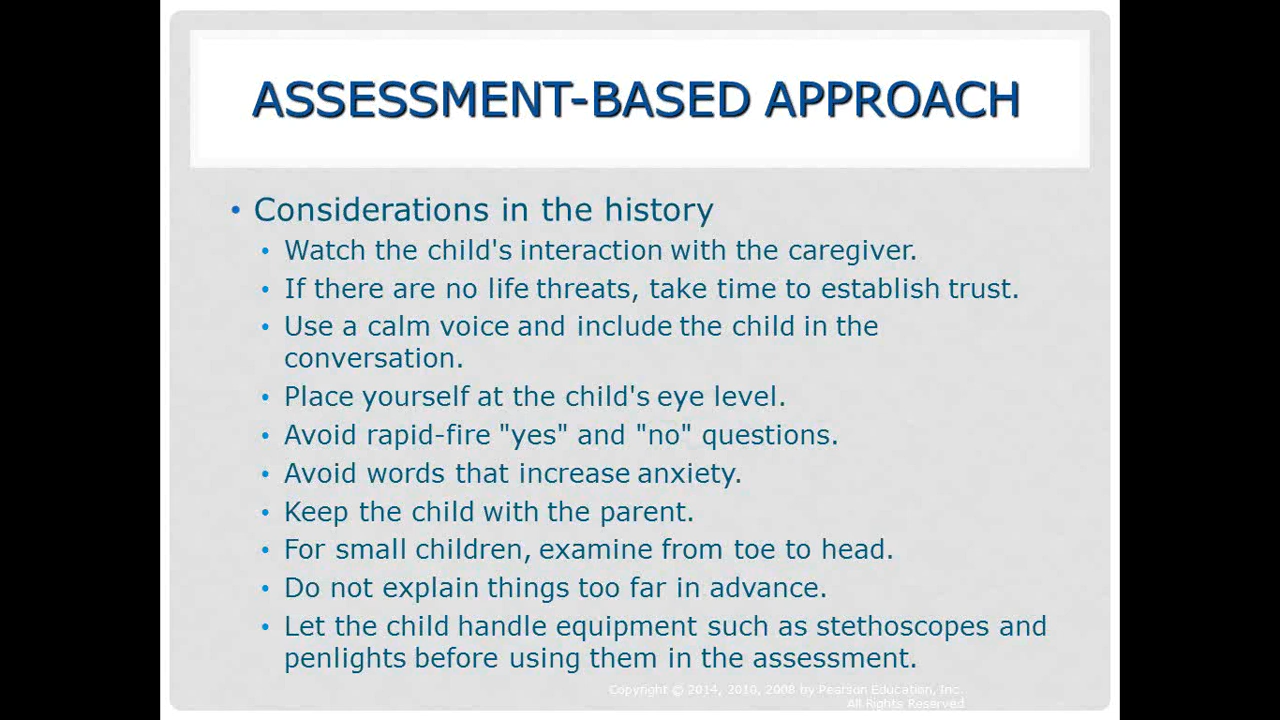 ASSESSMENT-BASED APPROACH
• Considerations in the history
• Watch the child's interaction with the caregiver.
• If there are no life threats, take time to establish trust.
• Use a calm voice and include the child in the
conversation.
• Place yourself at the child's eye level.
• Avoid rapid-fire "yes" and "no" questions.
• Avoid words that increase anxiety.
• Keep the child with the parent.
• For small children, examine from toe to head.
• Do not explain things too far in advance.
• Let the child handle equipment such as stethoscopes and
penlights before using them in the assessment.
Copyright © 2014, 2010, 2008 by Pearson Education, Inc.
All Rights Reserved